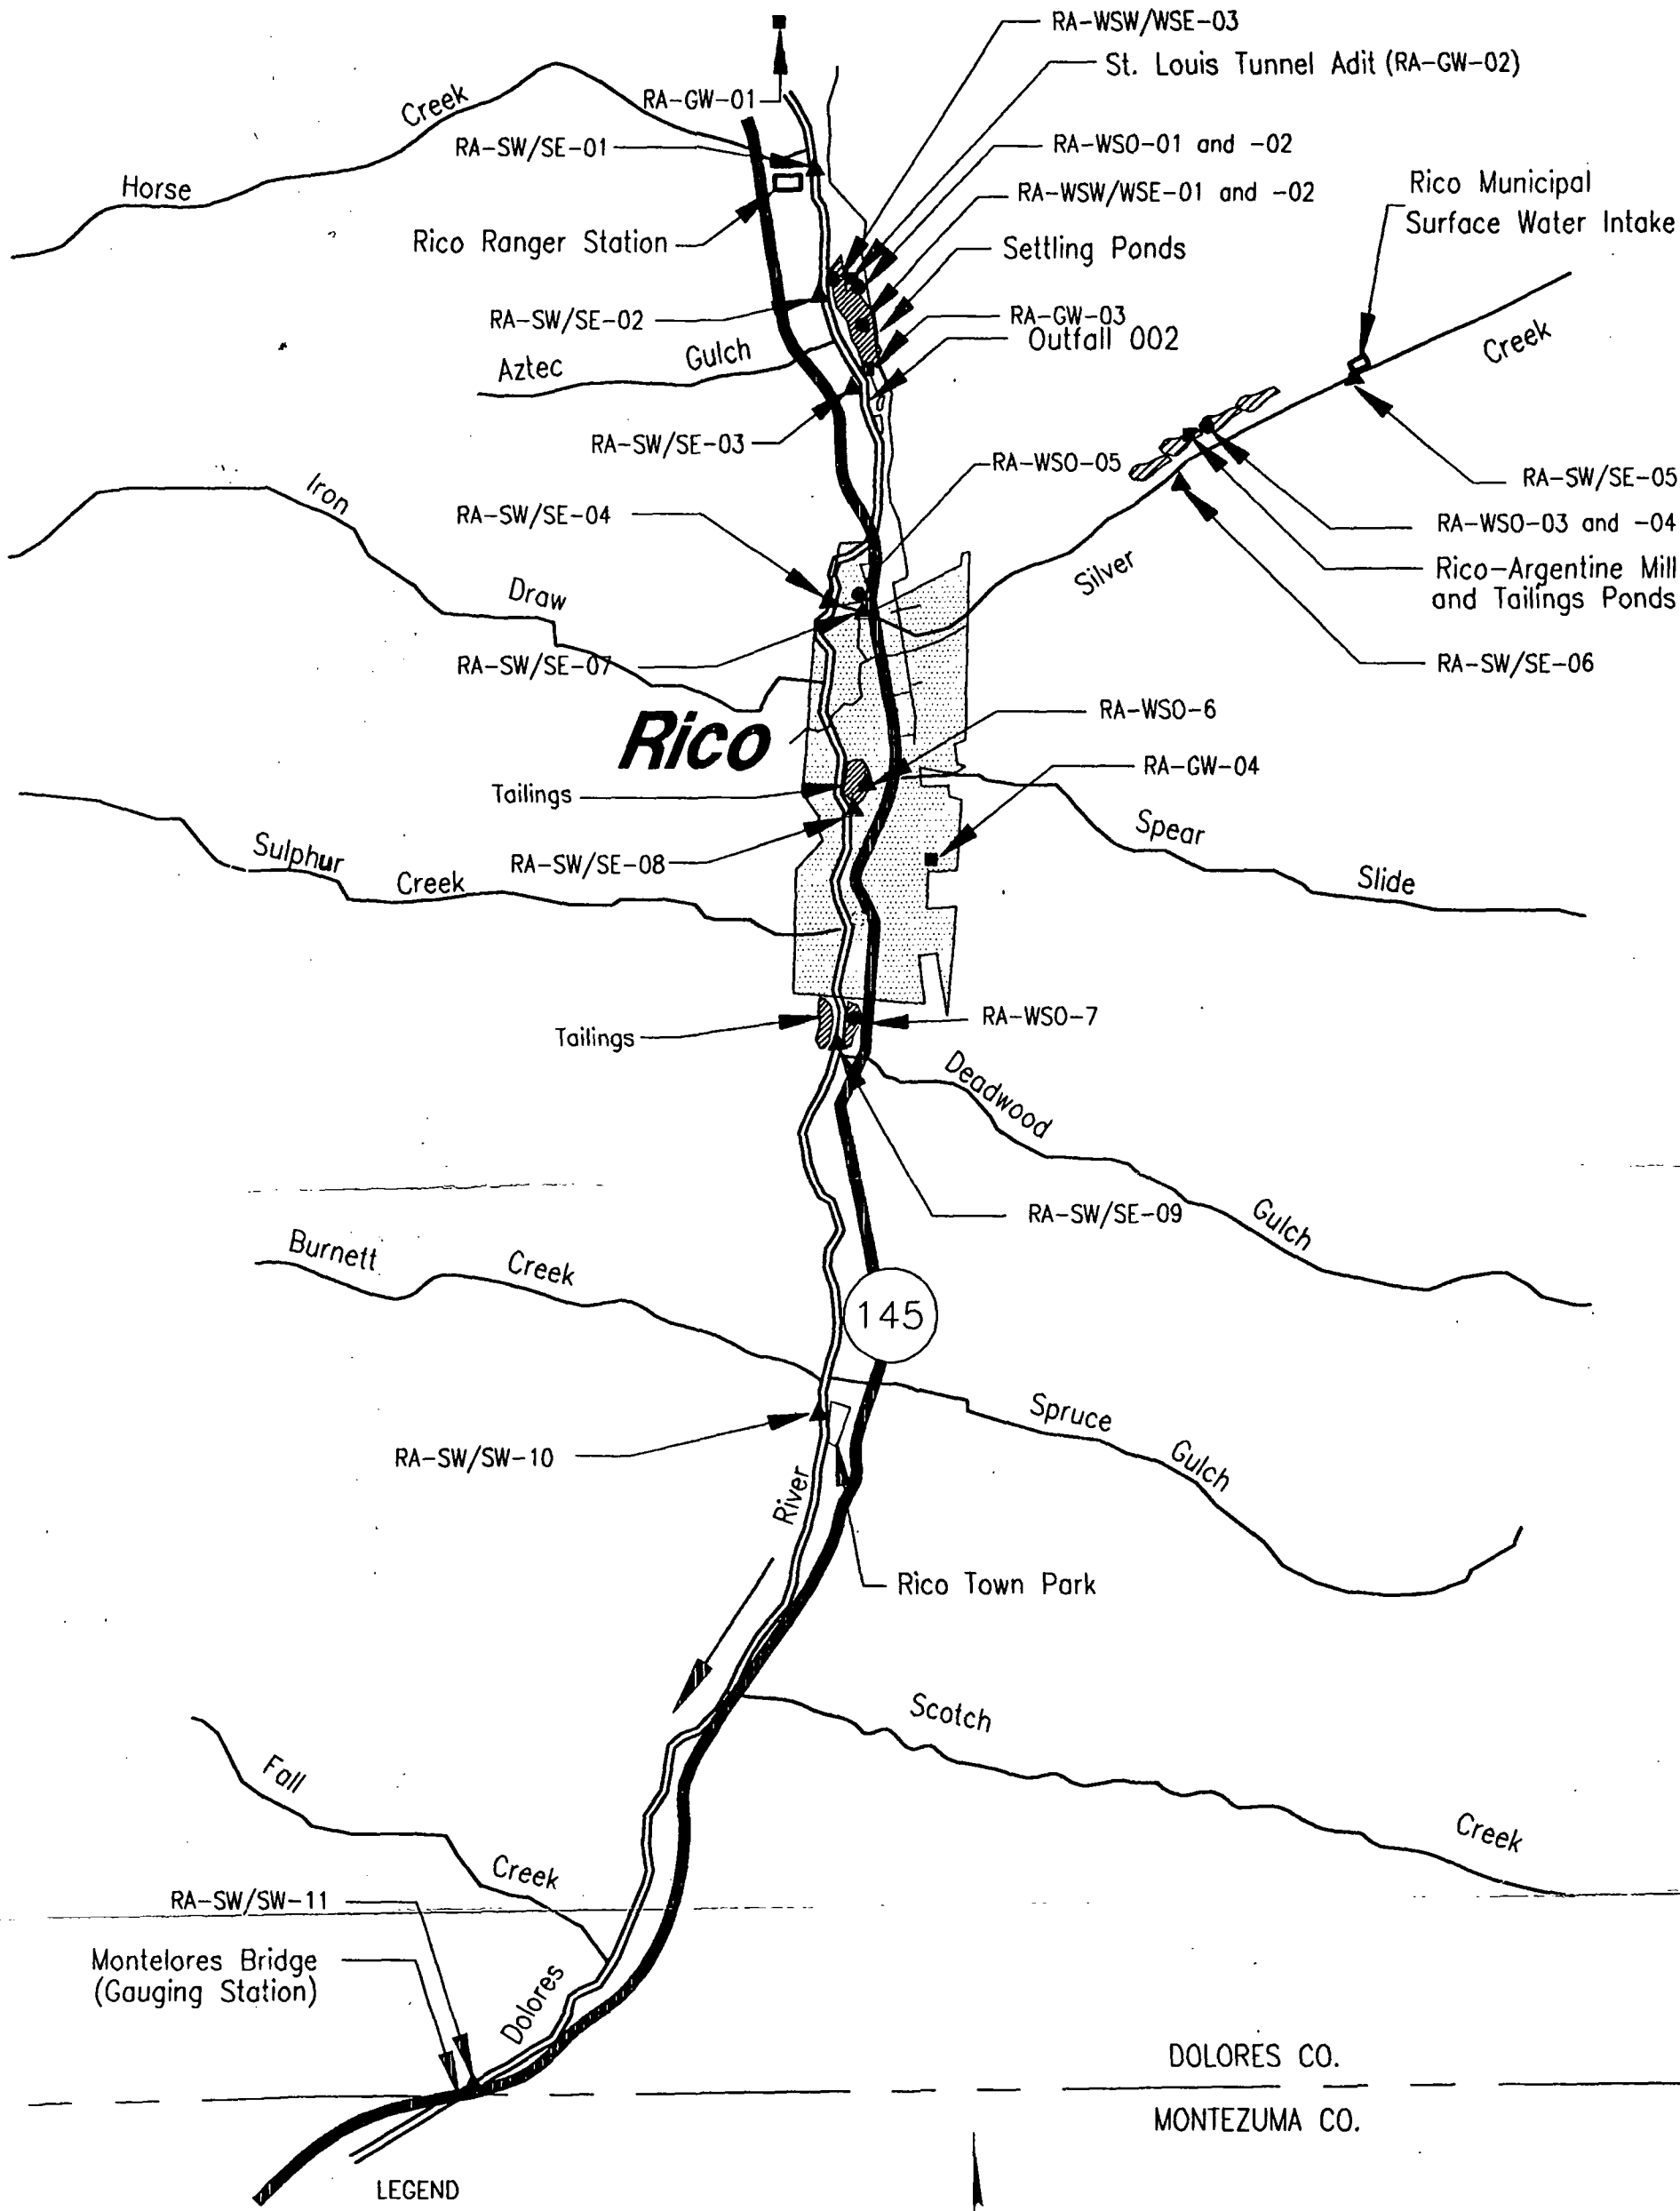 RA-WSW/WSE-03
St. Louis Tunnel Adit (RA-GW-02)
RA-GW-01
Creek
RA-SW/SE-01
RA-WSO-01 and -02
Horse
RA-WSW/WSE-01 and -02
Rico Municipal
Surface Water Intake
Rico Ranger Station
Settling Ponds
RA-SW/SE-02
RA-GW-03
Outfall 002
Aztec
Gulch
Creek
RA-SW/SE-03
RA-WSO-05
RA-SW/SE-05
Iron
RA-SW/SE-04
RA-WSO-03 and -04
Silver
Rico-Argentine Mill
and Tailings Ponds
Draw
RA-SW/SE-07
RA-SW/SE-06
Rico
RA-WSO-6
RA-GW-04
Tailings
Spear
Sulphur
RA-SW/SE-08
Creek
Slide
RA-WSO-7
Tailings
Deadwood
RA-SW/SE-09
Gulch
Burnett
Creek
145
Spruce
RA-SW/SW-10
Gulch
River
Rico Town Park
Scotch
Fall
Creek
Creek
RA-SW/SW-11
Montelores Bridge
(Gauging Station)
Dolores
DOLORES CO.
MONTEZUMA CO.
LEGEND